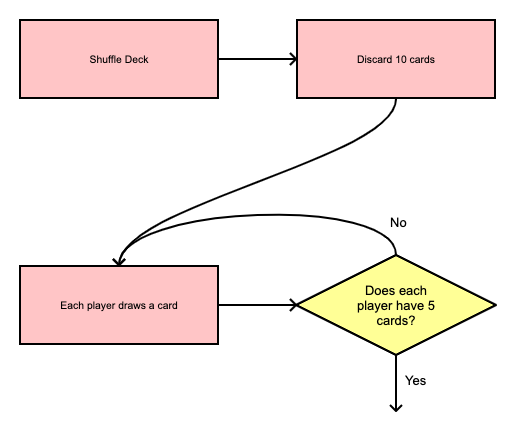 Shuffle Deck
Discard 10 cards
No
Each player draws a card
Does each
player have 5
cards?
Yes